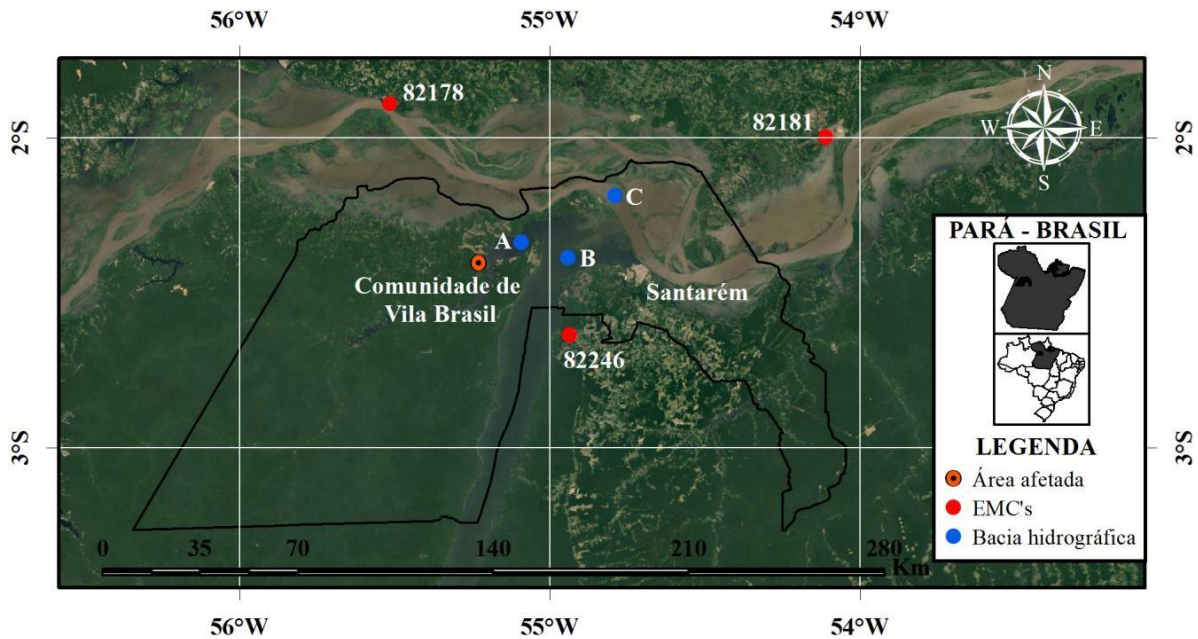 56°W 55°W 54°W
82178
82181
N
W E
S
2°S 2°S
C
A
B
PARÁ - BRASIL
Comunidade de
Vila Brasil
Santarém
82246
3°S 3°S
LEGENDA
Área afetada
EMC's
Bacia hidrográfica
0 35 70 140 210 280
Km
56°W 55°W 54°W